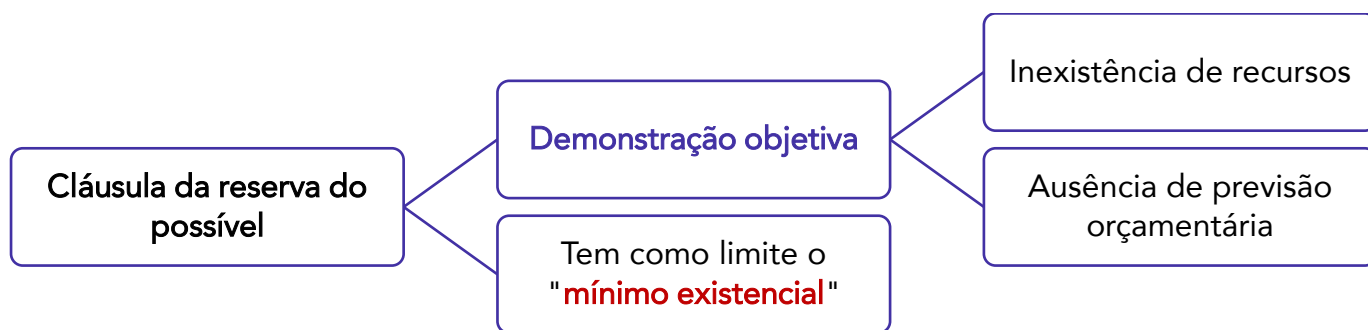 Cláusula da reserva do
possível
Demonstração objetiva
Tem como limite o
"mínimo existencial"
Inexistência de recursos
Ausência de previsão
orçamentária